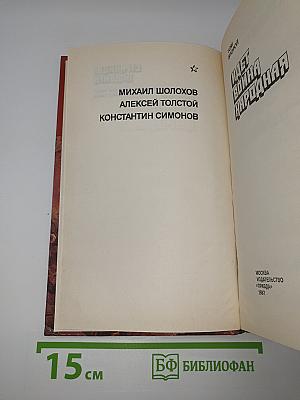 МИХАИЛ ШОЛОХОВ
АЛЕКСЕЙ ТОЛСТОЙ
КОНСТАНТИН СИМОНОВ
ИДЕТ
ВОЙНА
НАРОДНАЯ
МОСКВА
ИЗДАТЕЛЬСТВО
«ПРАВДА»
15 см
БФ БИБЛИОФАН